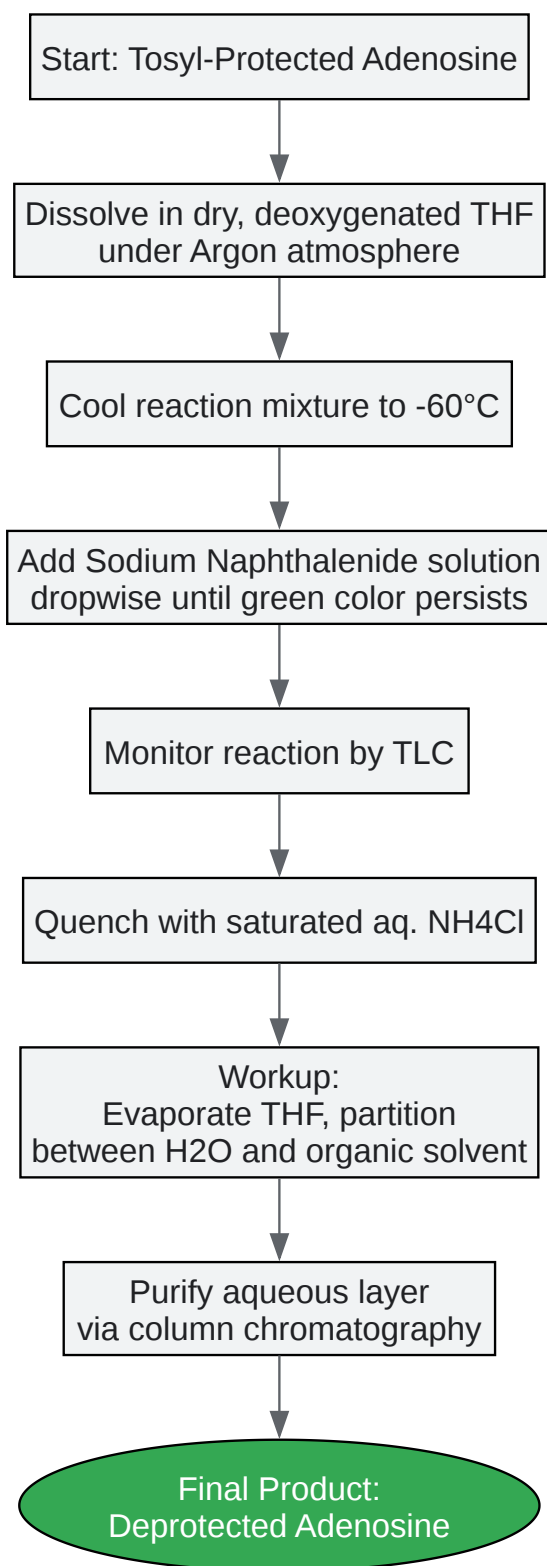 Start: Tosyl-Protected Adenosine
Dissolve in dry, deoxygenated THF
under Argon atmosphere
Cool reaction mixture to -60°C
Add Sodium Naphthalenide solution
dropwise until green color persists
Monitor reaction by TLC
Quench with saturated aq. NH4Cl
Workup:
Evaporate THF, partition
between H2O and organic solvent
Purify aqueous layer
via column chromatography
Final Product:
Deprotected Adenosine